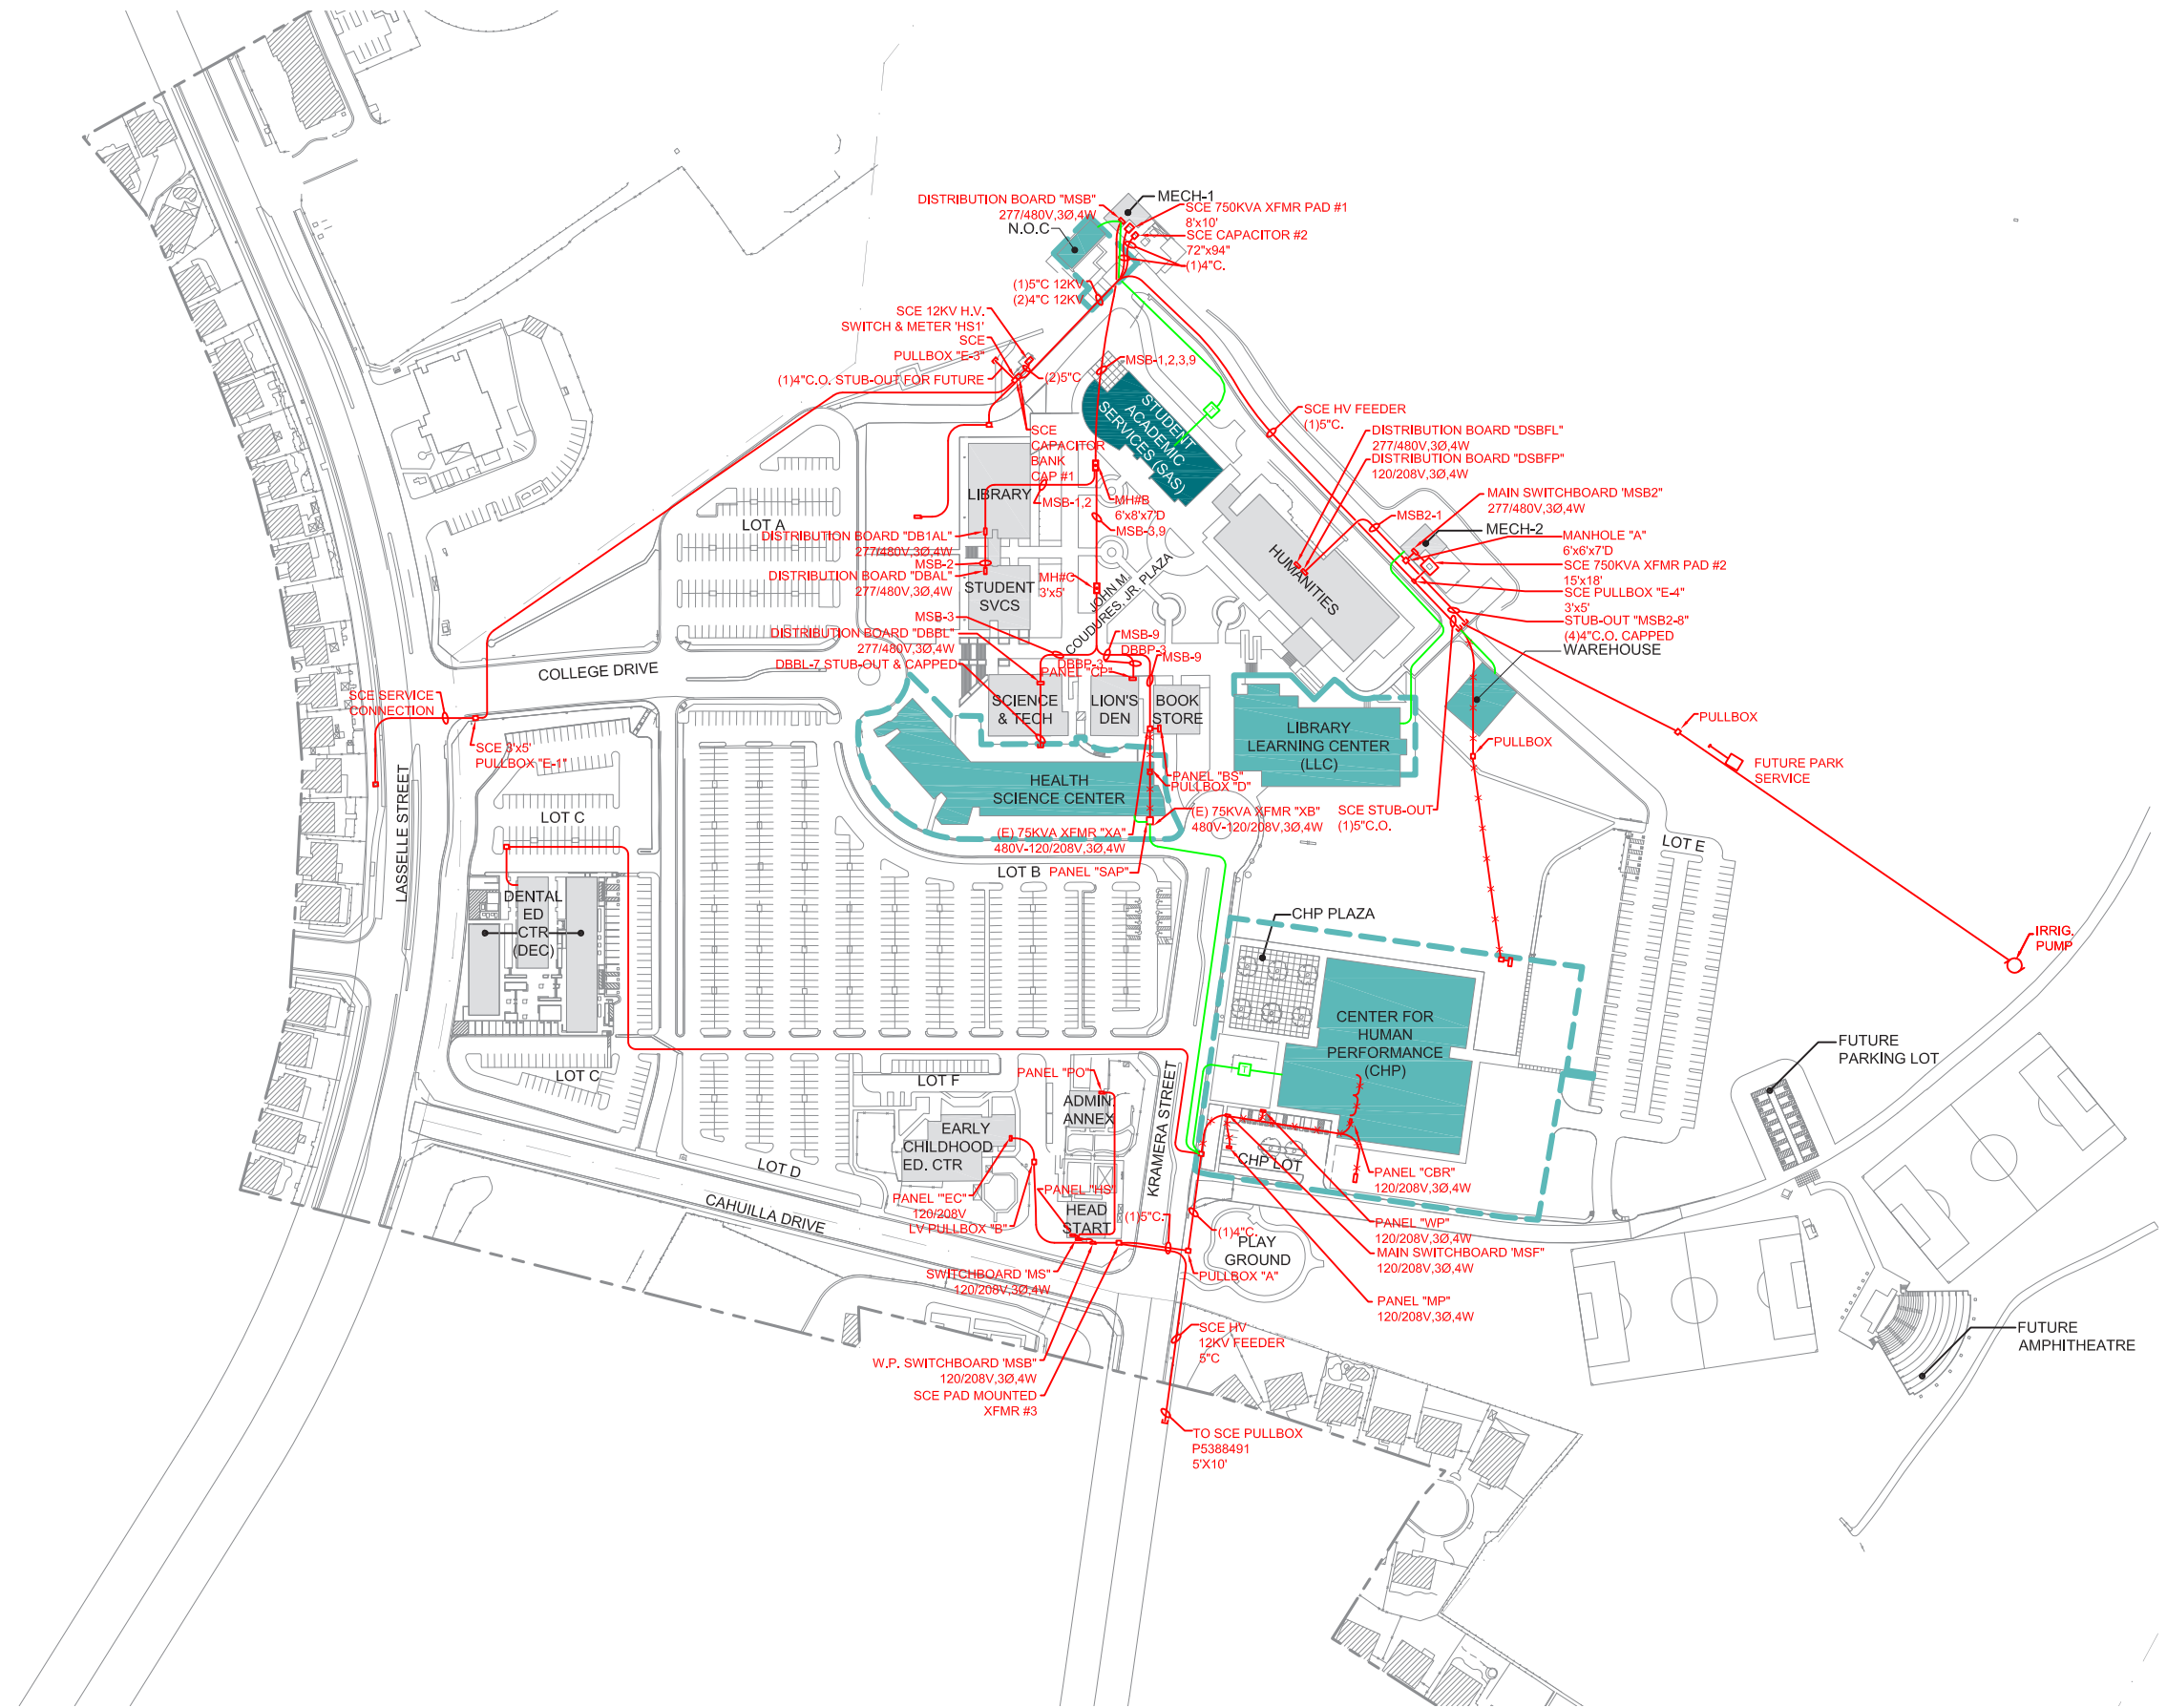 DISTRIBUTION BOARD "MSB"
277/480V,3Ø,4W
N.O.C
MECH-1
SCE 750KVA XFMR PAD #1
8'x10'
SCE CAPACITOR #2
72"x94"
(1)4"C.
(1)5"C 12KV
(2)4"C 12KV
SCE 12KV H.V.
SWITCH & METER 'HS1'
SCE
PULLBOX "E-3"
(1)4"C.O. STUB-OUT FOR FUTURE
(2)5"C
MSB-1,2,3,9
STUDENT
ACADEMIC
SERVICES (SAS)
SCE HV FEEDER
(1)5"C.
DISTRIBUTION BOARD "DSBFL"
277/480V,3Ø,4W
DISTRIBUTION BOARD "DSBFP"
120/208V,3Ø,4W
SCE
CAPACITOR
BANK
CAP #1
LIBRARY
MSB-1,2
MH#B
6'x8'x7'D
MSB-3,9
MAIN SWITCHBOARD 'MSB2"
277/480V,3Ø,4W
MSB2-1
MECH-2
MANHOLE "A"
6'x6'x7'D
SCE 750KVA XFMR PAD #2
15'x18'
SCE PULLBOX "E-4"
3'x5'
STUB-OUT "MSB2-8"
(4)4"C.O. CAPPED
WAREHOUSE
LOT A
DISTRIBUTION BOARD "DB1AL"
277/480V,3Ø,4W
MSB-2
DISTRIBUTION BOARD "DBAL"
277/480V,3Ø,4W
STUDENT
SVCS
MH#C
3'x5'
JOHN M.
COUDURES, JR. PLAZA
HUMANITIES
MSB-3
DISTRIBUTION BOARD "DBBL"
277/480V,3Ø,4W
DBBL-7 STUB-OUT & CAPPED
MSB-9
DBBP-3
DBBP-3
PANEL "CP"
MSB-9
COLLEGE DRIVE
SCE SERVICE
CONNECTION
SCE 3'x5'
PULLBOX "E-1"
SCIENCE
& TECH
LION'S
DEN
BOOK
STORE
LIBRARY
LEARNING CENTER
(LLC)
PULLBOX
PULLBOX
FUTURE PARK
SERVICE
HEALTH
SCIENCE CENTER
PANEL "BS"
PULLBOX "D"
(E) 75KVA XFMR "XB"
480V-120/208V,3Ø,4W
SCE STUB-OUT
(1)5"C.O.
(E) 75KVA XFMR "XA"
480V-120/208V,3Ø,4W
LASSELLE STREET
LOT C
LOT B
PANEL "SAP"
LOT E
DENTAL
ED
CTR
(DEC)
CHP PLAZA
IRRIG.
PUMP
CENTER FOR
HUMAN
PERFORMANCE
(CHP)
FUTURE
PARKING LOT
LOT C
LOT F
PANEL "PO"
ADMIN.
ANNEX
KRAMERA STREET
T
T
EARLY
CHILDHOOD
ED. CTR
LOT D
CHP LOT
PANEL "CBR"
120/208V,3Ø,4W
CAHUILLA DRIVE
PANEL '"EC"
120/208V
LV PULLBOX "B"
PANEL "HS"
HEAD
START
(1)5"C.
(1)4"C.
PLAY
GROUND
PANEL "WP"
120/208V,3Ø,4W
MAIN SWITCHBOARD 'MSF"
120/208V,3Ø,4W
PULLBOX "A"
SWITCHBOARD 'MS"
120/208V,3Ø,4W
PANEL "MP"
120/208V,3Ø,4W
SCE HV
12KV FEEDER
5"C
FUTURE
AMPHITHEATRE
W.P. SWITCHBOARD 'MSB"
120/208V,3Ø,4W
SCE PAD MOUNTED
XFMR #3
TO SCE PULLBOX
P5388491
5'X10'